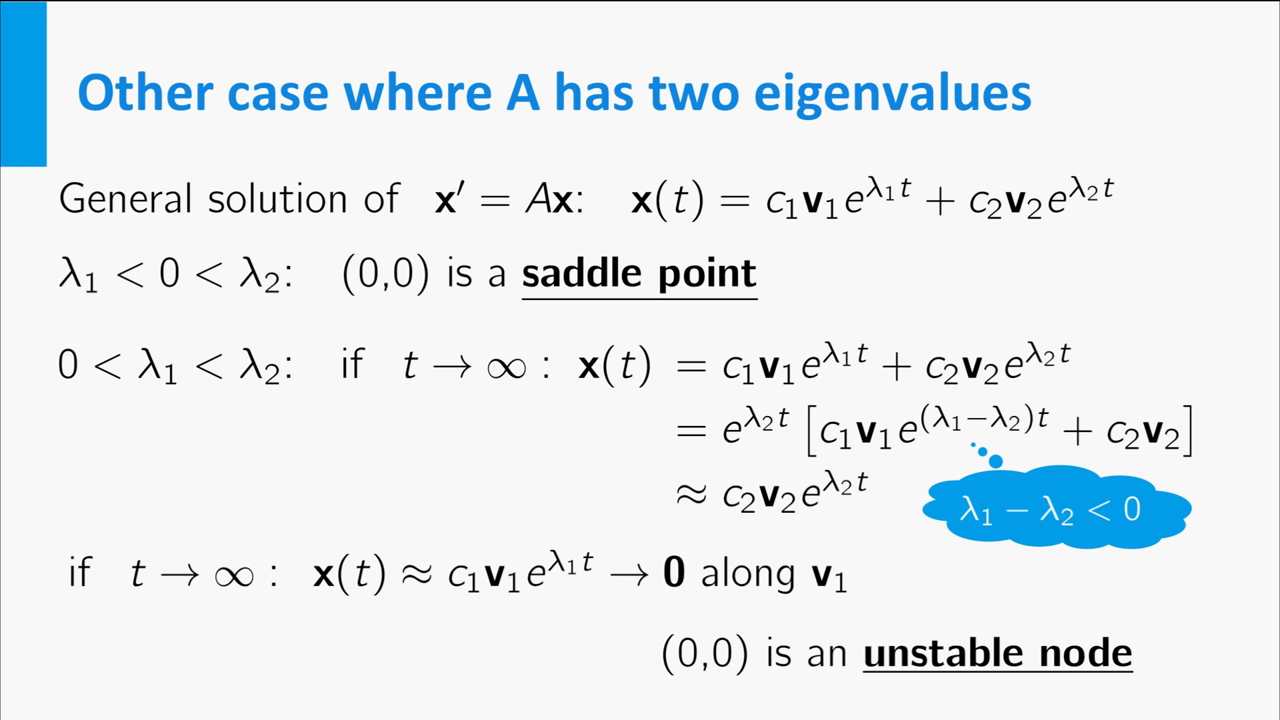 Other case where A has two eigenvalues
General solution of x′ = Ax: x(t) = c₁v₁e^{λ₁t} + c₂v₂e^{λ₂t}
λ₁ < 0 < λ₂: (0,0) is a saddle point
0 < λ₁ < λ₂: if t → ∞ : x(t) = c₁v₁e^{λ₁t} + c₂v₂e^{λ₂t}
= e^{λ₂t} [c₁v₁e^{(λ₁−λ₂)t} + c₂v₂]
≈ c₂v₂e^{λ₂t}
λ₁ − λ₂ < 0
if t → ∞ : x(t) ≈ c₁v₁e^{λ₁t} → 0 along v₁
(0,0) is an unstable node